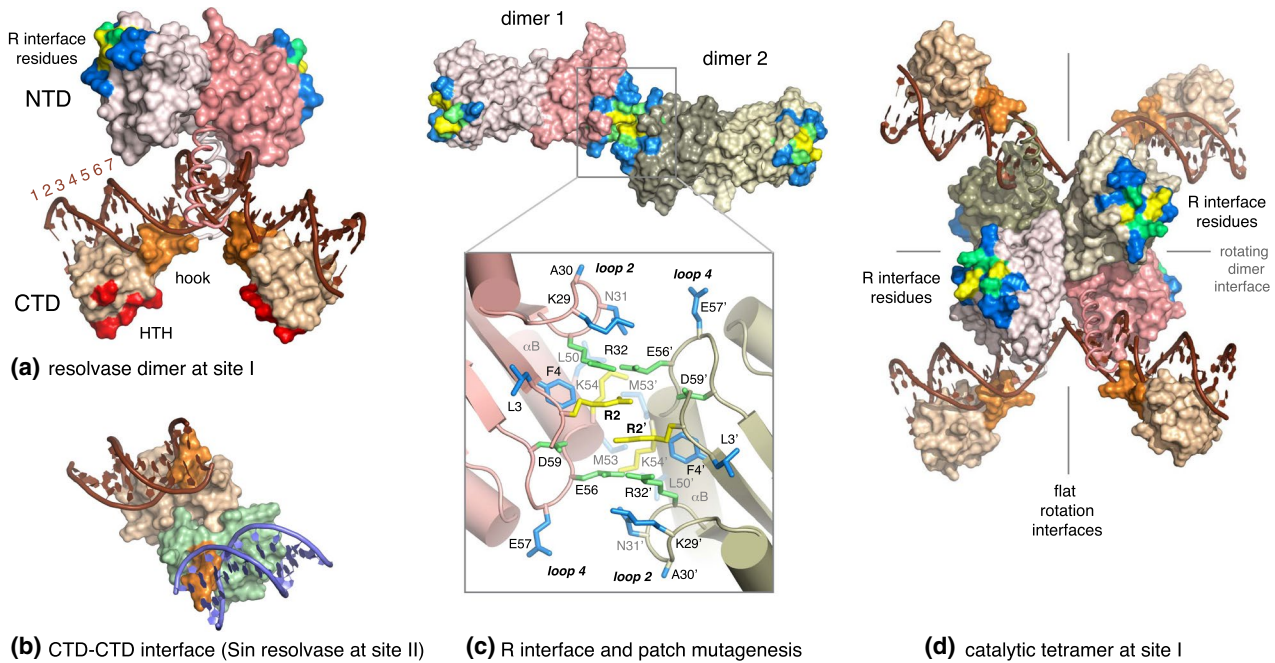 R interface
residues
NTD
1 2 3 4 5 6 7
hook
CTD
HTH
(a) resolvase dimer at site I
(b) CTD-CTD interface (Sin resolvase at site II)
dimer 1
dimer 2
A30
loop 2
loop 4
K29
N31
E57'
αB
L50
R32
E56'
F4
K54
M53'
D59'
L3
R2
R2'
L3'
D59
M53
K54'
F4'
E56
R32'
L50'
αB
E57
N31'
K29'
loop 4
loop 2
A30'
(c) R interface and patch mutagenesis
R interface
residues
R interface
residues
rotating
dimer
interface
flat
rotation
interfaces
(d) catalytic tetramer at site I